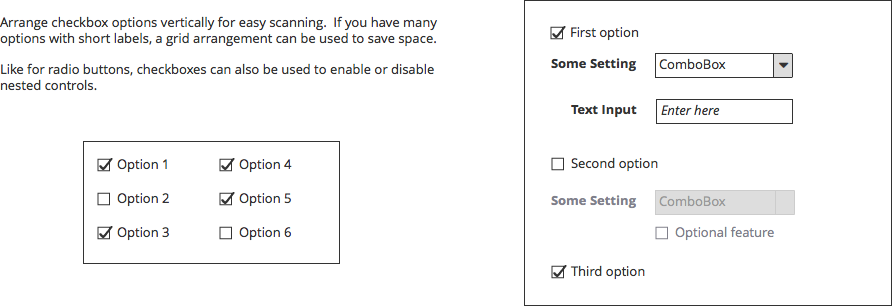 Arrange checkbox options vertically for easy scanning.  If you have many
options with short labels, a grid arrangement can be used to save space.
Like for radio buttons, checkboxes can also be used to enable or disable
nested controls.
Option 1
Option 4
Option 2
Option 5
Option 3
Option 6
First option
Some Setting ComboBox
Text Input Enter here
Second option
Some Setting ComboBox
Optional feature
Third option